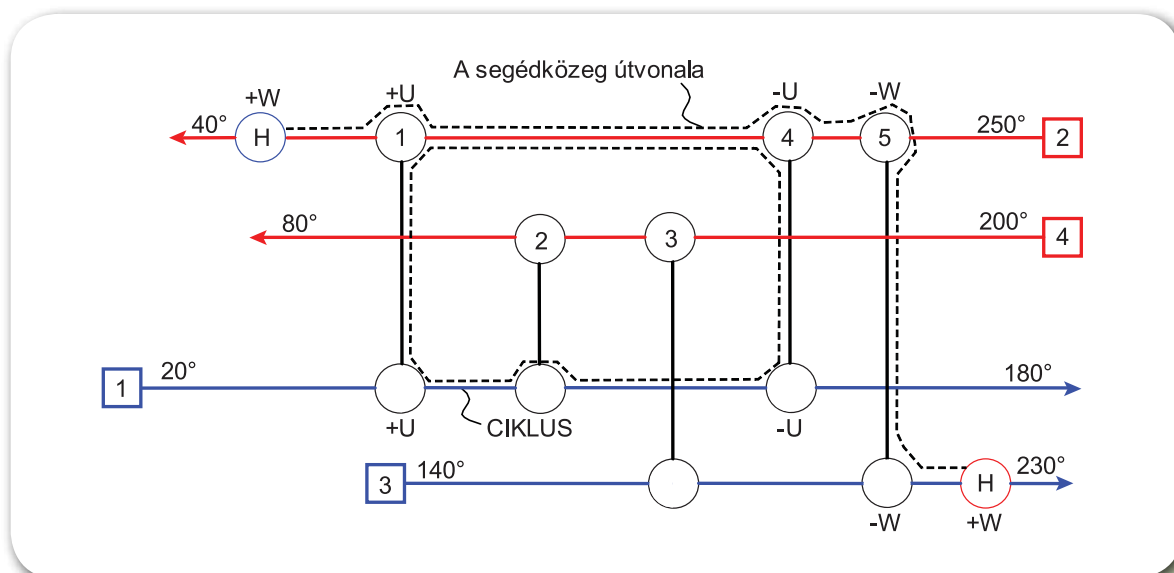 A segédközeg útvonala
+W +U -U -W
40° H 1 4 5 250° 2
80° 2 3 200° 4
1 20° 180°
+U CIKLUS -U
3 140° H 230°
-W +W